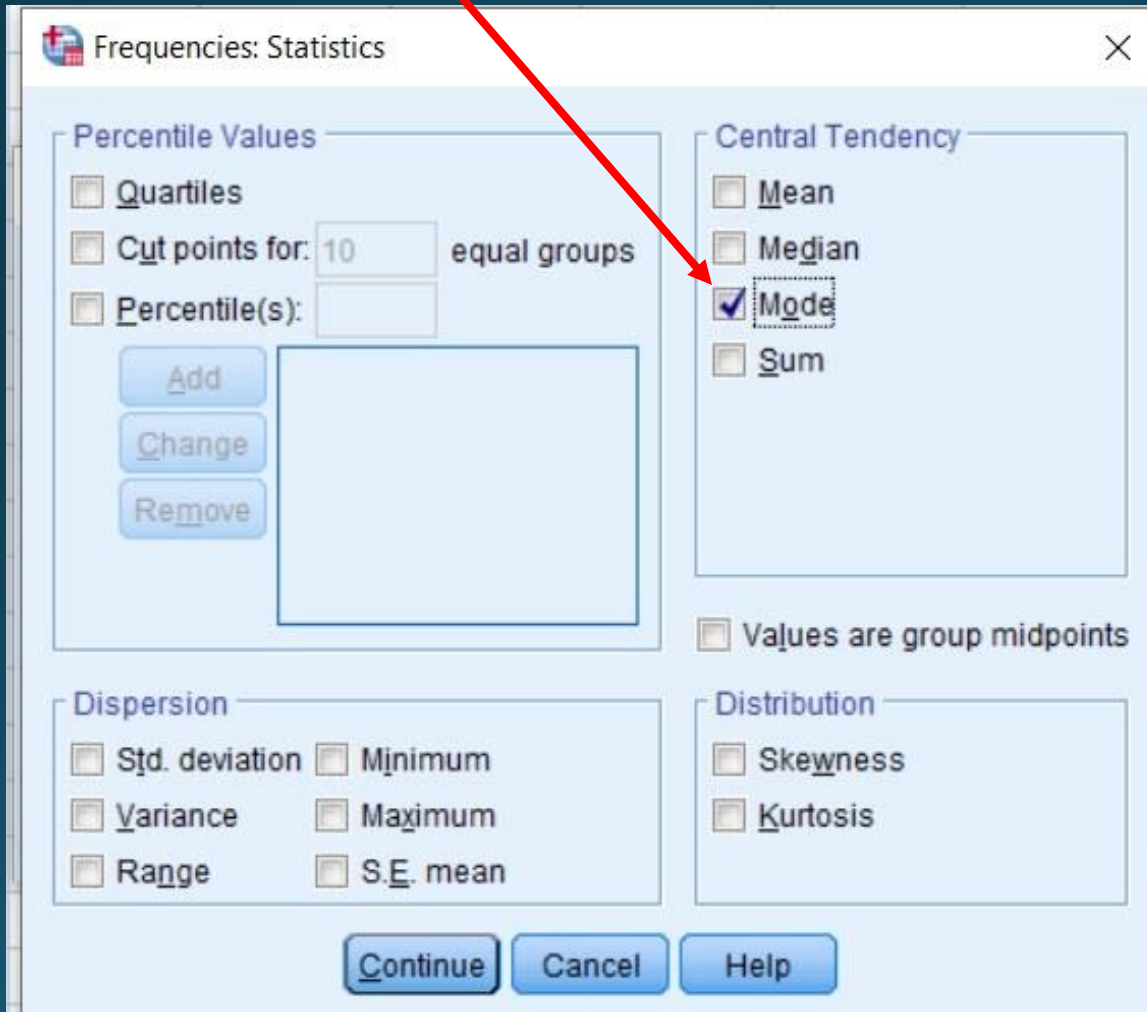 Frequencies: Statistics
Percentile Values
Quartiles
Cut points for: 10 equal groups
Percentile(s):
Add
Change
Remove
Central Tendency
Mean
Median
Mode
Sum
Values are group midpoints
Dispersion
Std. deviation Minimum
Variance Maximum
Range S.E. mean
Distribution
Skewness
Kurtosis
Continue Cancel Help